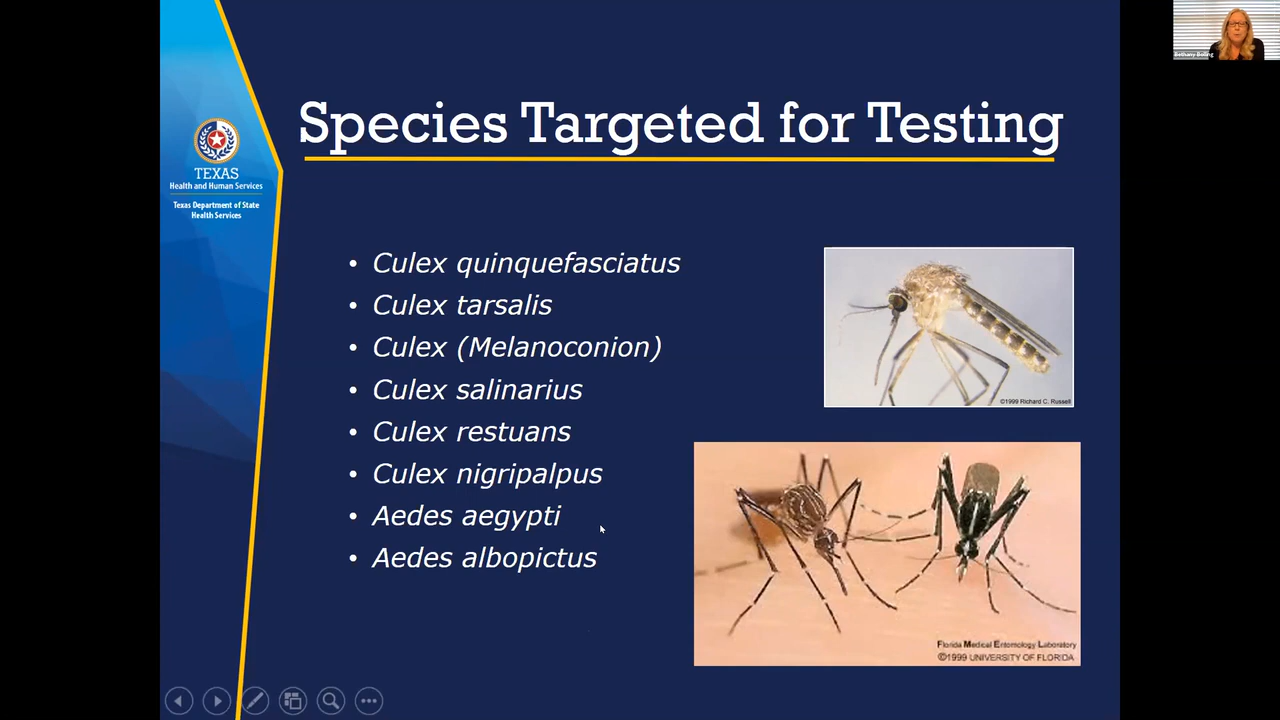 Species Targeted for Testing
TEXAS
Health and Human Services
Texas Department of State
Health Services
• Culex quinquefasciatus
• Culex tarsalis
• Culex (Melanoconion)
• Culex salinarius
• Culex restuans
• Culex nigripalpus
• Aedes aegypti
• Aedes albopictus
©1999 Richard C. Russell
Florida Medical Entomology Laboratory
©1999 UNIVERSITY OF FLORIDA